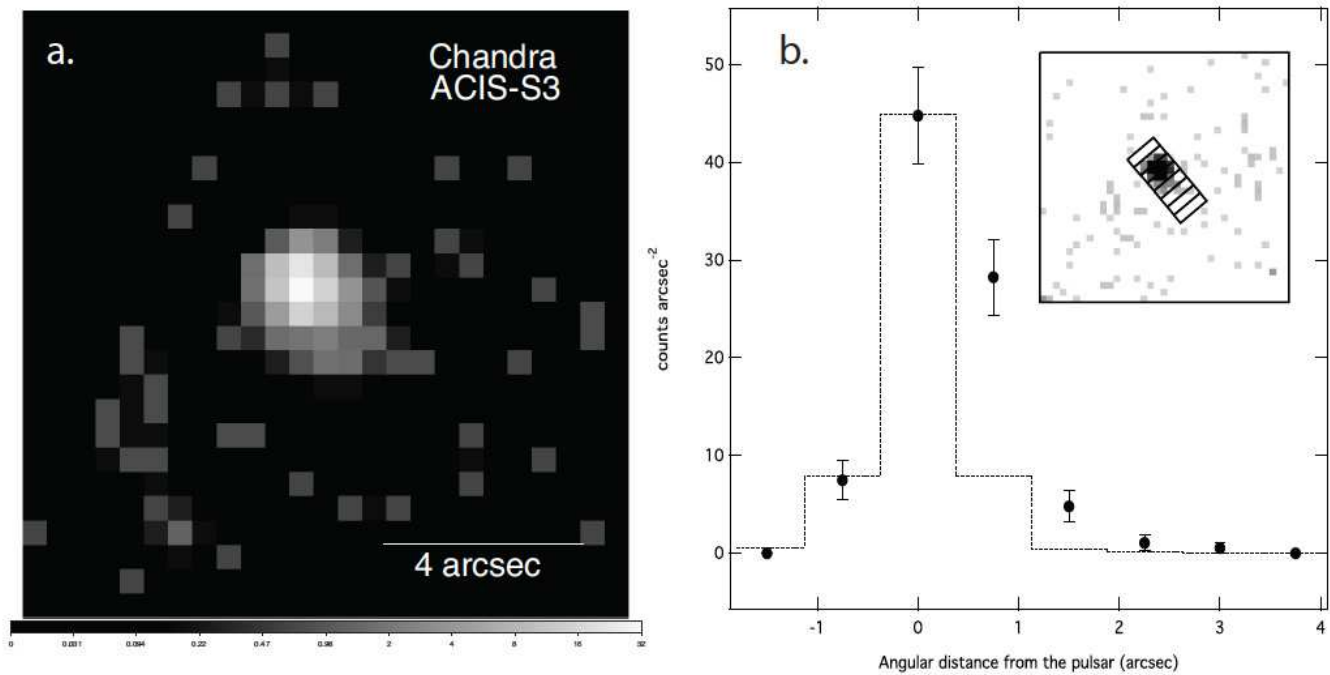 a.
Chandra
ACIS-S3
4 arcsec
0 0.031 0.094 0.22 0.47 0.96 2 4 8 16 32
b.
50
40
30
20
10
0
counts arcsec-2
-1 0 1 2 3 4
Angular distance from the pulsar (arcsec)